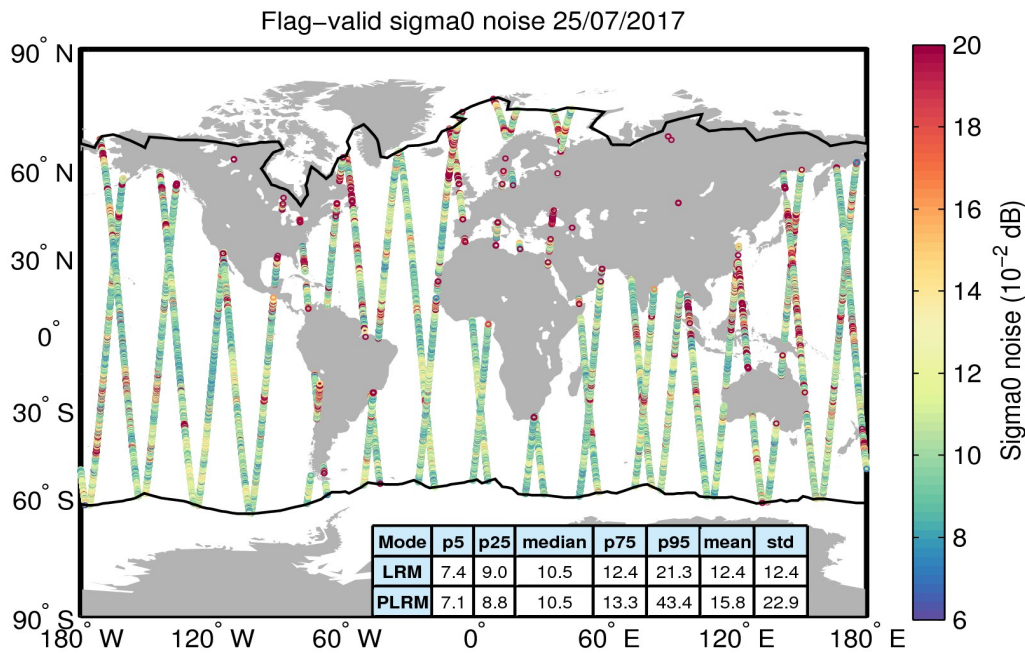 Flag−valid sigma0 noise 25/07/2017
90° N
60° N
30° N
0°
30° S
60° S
90° S
180° W
120° W
60° W
0°
60° E
120° E
180° E
Mode p5 p25 median p75 p95 mean std
LRM 7.4 9.0 10.5 12.4 21.3 12.4 12.4
PLRM 7.1 8.8 10.5 13.3 43.4 15.8 22.9
20
18
16
14
12
10
8
6
Sigma0 noise (10⁻² dB)